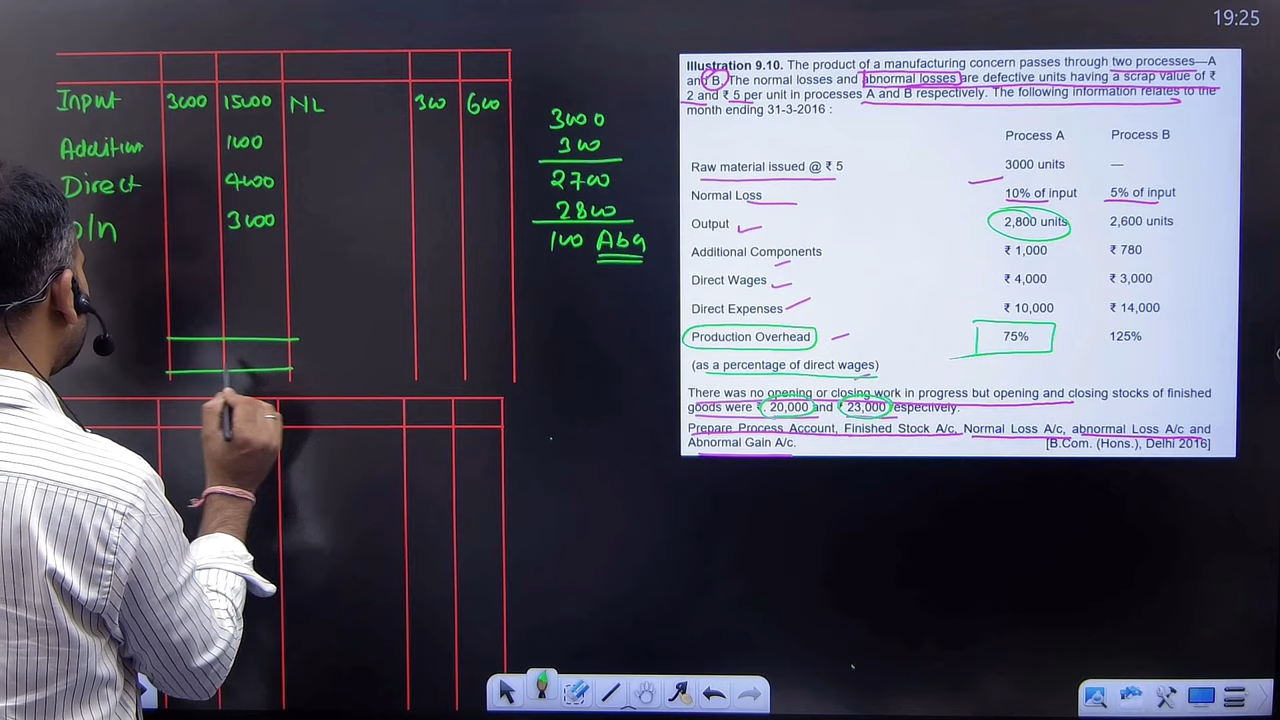 19:25
Input 3000 15000 NL 300 600
Addition 1000
Direct 4000
o/n 3000
3000
300
2700
2800
100 Abg
Illustration 9.10. The product of a manufacturing concern passes through two processes—A
and B. The normal losses and abnormal losses are defective units having a scrap value of ₹
2 and ₹ 5 per unit in processes A and B respectively. The following information relates to the
month ending 31-3-2016 :
Process A Process B
Raw material issued @ ₹ 5 3000 units —
Normal Loss 10% of input 5% of input
Output 2,800 units 2,600 units
Additional Components ₹ 1,000 ₹ 780
Direct Wages ₹ 4,000 ₹ 3,000
Direct Expenses ₹ 10,000 ₹ 14,000
Production Overhead 75% 125%
(as a percentage of direct wages)
There was no opening or closing work in progress but opening and closing stocks of finished
goods were ₹. 20,000 and ₹ 23,000 respectively.
Prepare Process Account, Finished Stock A/c, Normal Loss A/c, abnormal Loss A/c and
Abnormal Gain A/c. [B.Com. (Hons.), Delhi 2016]